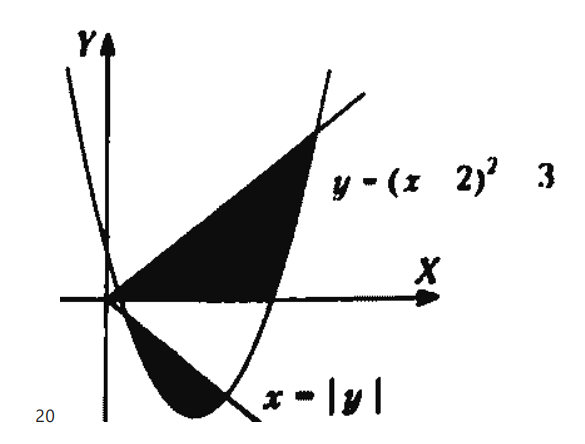 Y
y = (x 2)² 3
X
x = |y|
20